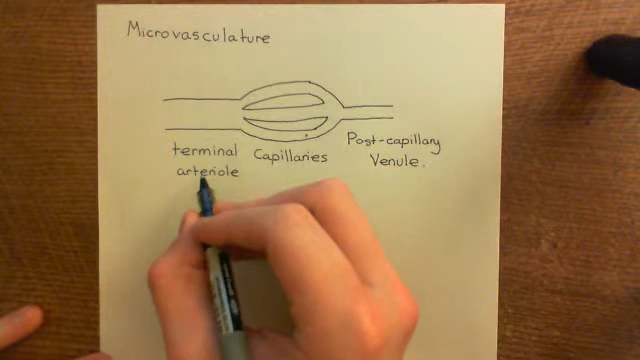 Microvasculature
terminal
arteriole
Capillaries
Post-capillary
Venule.